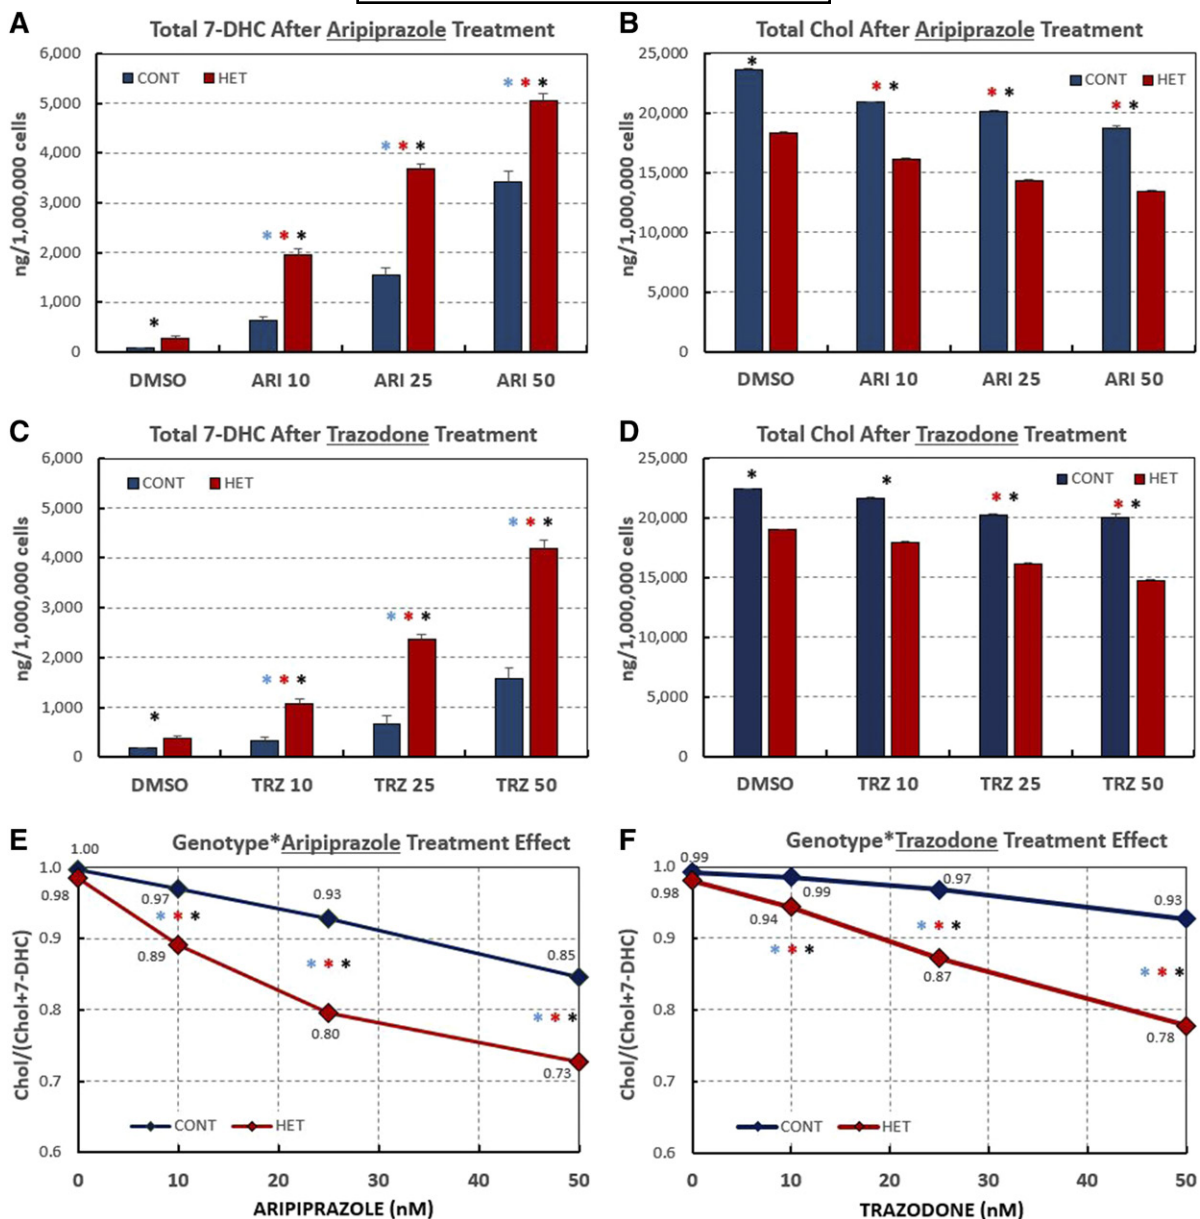 A
Total 7-DHC After Aripiprazole Treatment
6,000
5,000
4,000
3,000
2,000
1,000
0
ng/1,000,000 cells
CONT HET
*
* * *
* * *
* * *
DMSO ARI 10 ARI 25 ARI 50
B
Total Chol After Aripiprazole Treatment
25,000
20,000
15,000
10,000
5,000
0
ng/1,000,000 cells
CONT HET
*
* *
* *
* *
DMSO ARI 10 ARI 25 ARI 50
C
Total 7-DHC After Trazodone Treatment
6,000
5,000
4,000
3,000
2,000
1,000
0
ng/1,000,000 cells
CONT HET
*
* * *
* * *
* * *
DMSO TRZ 10 TRZ 25 TRZ 50
D
Total Chol After Trazodone Treatment
25,000
20,000
15,000
10,000
5,000
0
ng/1,000,000 cells
CONT HET
*
*
* *
* *
DMSO TRZ 10 TRZ 25 TRZ 50
E
Genotype*Aripiprazole Treatment Effect
1.0
0.9
0.8
0.7
0.6
Chol/(Chol+7-DHC)
1.00
0.97
0.93
0.85
0.98
0.89
0.80
0.73
* * *
* * *
* * *
CONT HET
0 10 20 30 40 50
ARIPIPRAZOLE (nM)
F
Genotype*Trazodone Treatment Effect
1.0
0.9
0.8
0.7
0.6
Chol/(Chol+7-DHC)
0.99
0.99
0.97
0.93
0.98
0.94
0.87
0.78
* * *
* * *
* * *
CONT HET
0 10 20 30 40 50
TRAZODONE (nM)